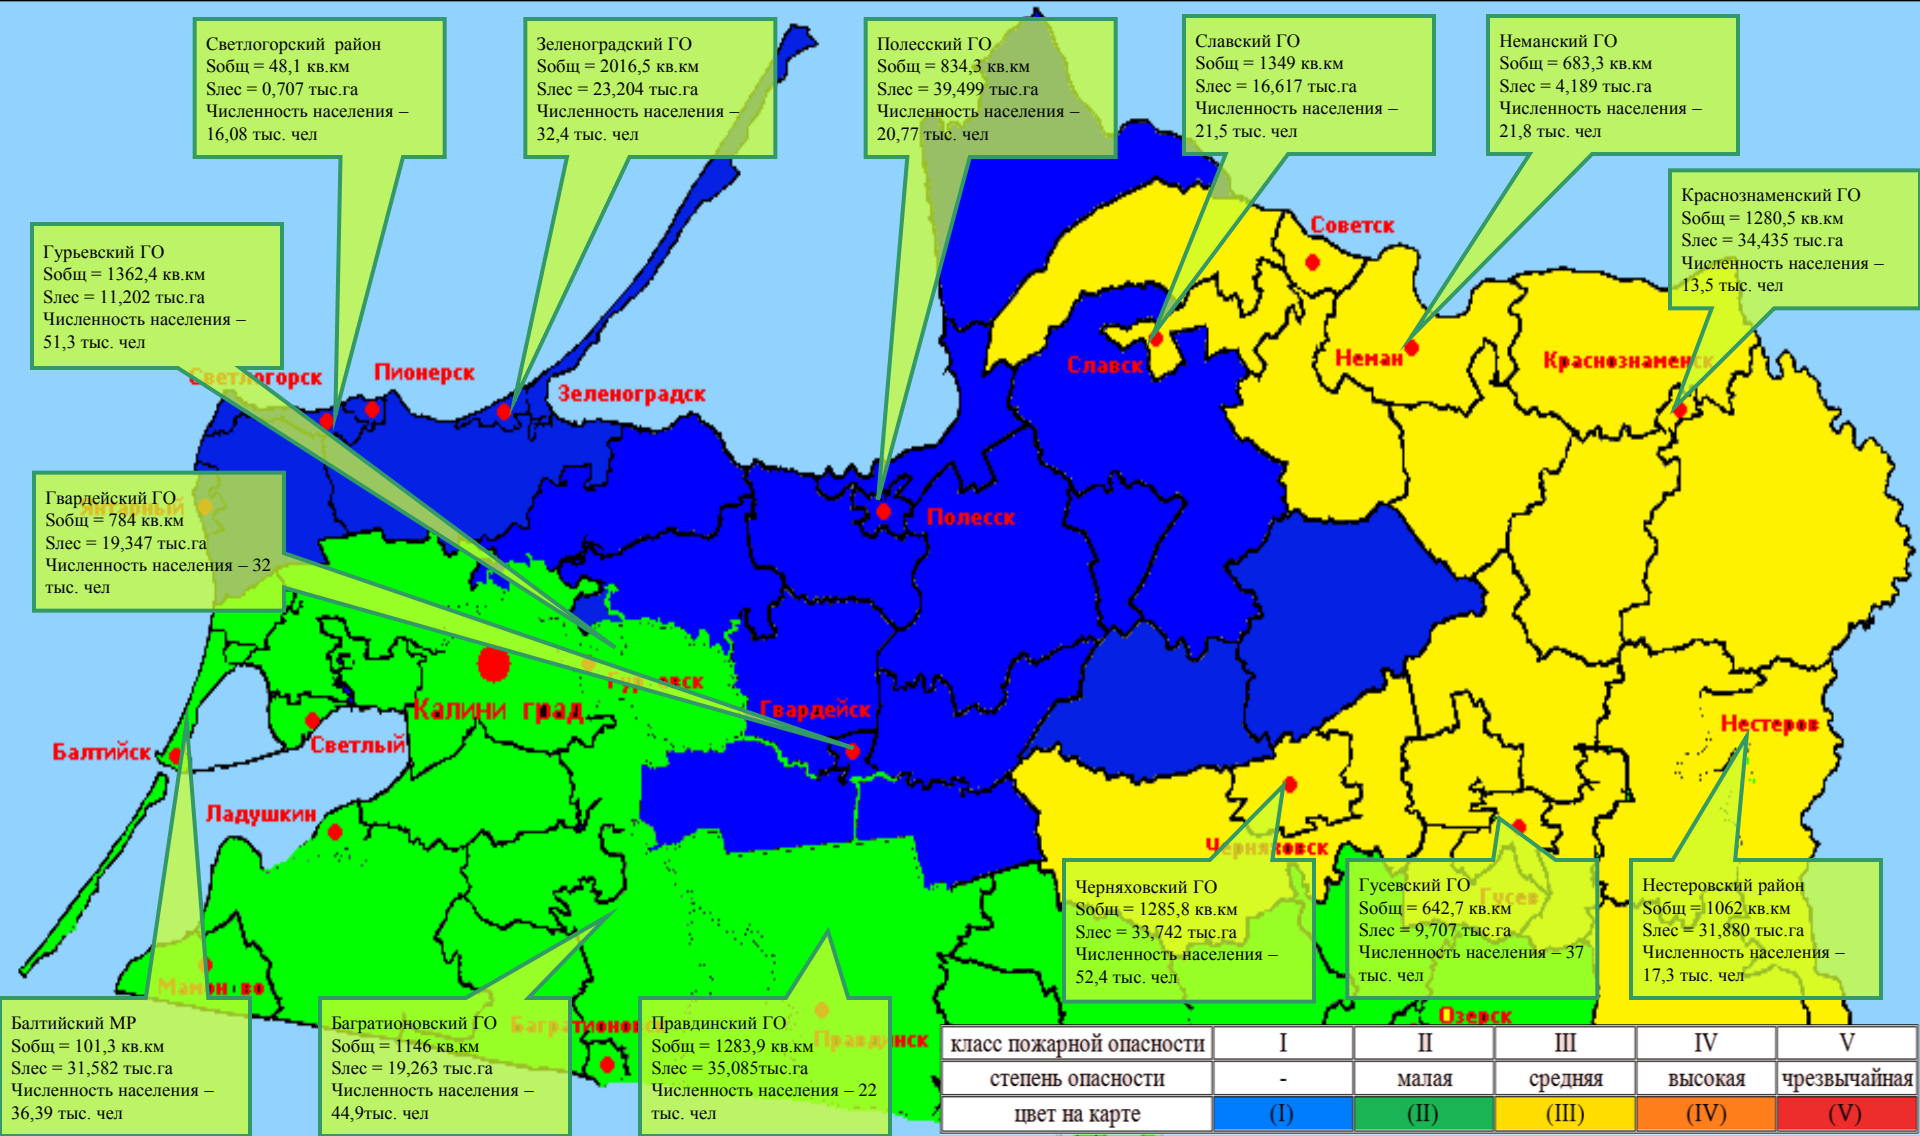 Светлогорский район
Sобщ = 48,1 кв.км
Sлес = 0,707 тыс.га
Численность населения –
16,08 тыс. чел
Зеленоградский ГО
Sобщ = 2016,5 кв.км
Sлес = 23,204 тыс.га
Численность населения –
32,4 тыс. чел
Полесский ГО
Sобщ = 834,3 кв.км
Sлес = 39,499 тыс.га
Численность населения –
20,77 тыс. чел
Славский ГО
Sобщ = 1349 кв.км
Sлес = 16,617 тыс.га
Численность населения –
21,5 тыс. чел
Неманский ГО
Sобщ = 683,3 кв.км
Sлес = 4,189 тыс.га
Численность населения –
21,8 тыс. чел
Краснознаменский ГО
Sобщ = 1280,5 кв.км
Sлес = 34,435 тыс.га
Численность населения –
13,5 тыс. чел
Гурьевский ГО
Sобщ = 1362,4 кв.км
Sлес = 11,202 тыс.га
Численность населения –
51,3 тыс. чел
Советск
Светлогорск
Пионерск
Зеленоградск
Славск
Неман
Краснознаменск
Гвардейский ГО
Sобщ = 784 кв.км
Sлес = 19,347 тыс.га
Численность населения – 32
тыс. чел
Янтарный
Полесск
Калини град
Гур евск
Гвардейск
Нестеров
Балтийск
Светлый
Ладушкин
Черняховск
Гусев
Черняховский ГО
Sобщ = 1285,8 кв.км
Sлес = 33,742 тыс.га
Численность населения –
52,4 тыс. чел
Гусевский ГО
Sобщ = 642,7 кв.км
Sлес = 9,707 тыс.га
Численность населения – 37
тыс. чел
Нестеровский район
Sобщ = 1062 кв.км
Sлес = 31,880 тыс.га
Численность населения –
17,3 тыс. чел
Мамоново
Багратионовск
Правдинск
Озерск
Балтийский МР
Sобщ = 101,3 кв.км
Sлес = 31,582 тыс.га
Численность населения –
36,39 тыс. чел
Багратионовский ГО
Sобщ = 1146 кв.км
Sлес = 19,263 тыс.га
Численность населения –
44,9тыс. чел
Правдинский ГО
Sобщ = 1283,9 кв.км
Sлес = 35,085тыс.га
Численность населения – 22
тыс. чел
класс пожарной опасности I II III IV V
степень опасности - малая средняя высокая чрезвычайная
цвет на карте (I) (II) (III) (IV) (V)